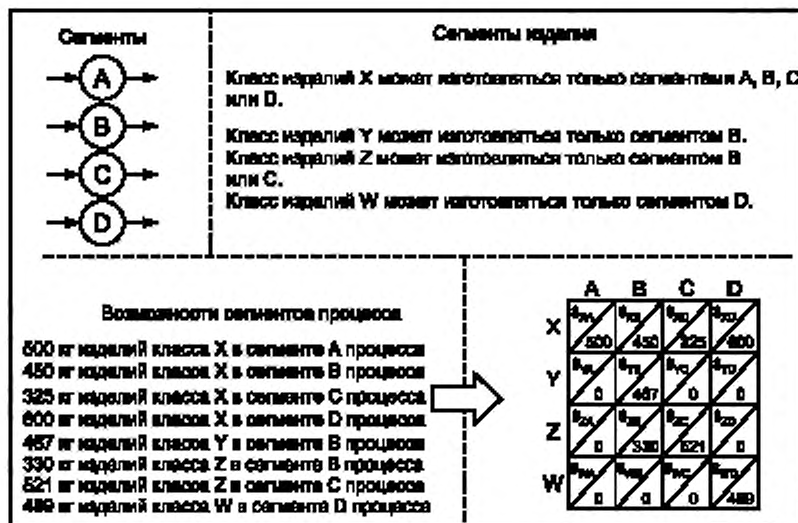 Сегменты
A
B
C
D
Сегменты изделия
Класс изделий X может изготовляться только сегментами A, B, C
или D.
Класс изделий Y может изготовляться только сегментом B.
Класс изделий Z может изготовляться только сегментом B
или C.
Класс изделий W может изготовляться только сегментом D.
Возможности сегментов процесса
500 кг изделий класса X в сегменте A процесса
450 кг изделий класса X в сегменте B процесса
325 кг изделий класса X в сегменте C процесса
600 кг изделий класса X в сегменте D процесса
467 кг изделий класса Y в сегменте B процесса
330 кг изделий класса Z в сегменте B процесса
521 кг изделий класса Z в сегменте C процесса
489 кг изделий класса W в сегменте D процесса
A B C D
X 500 450 325 600
Y 0 467 0 0
Z 0 330 521 0
W 0 0 0 489